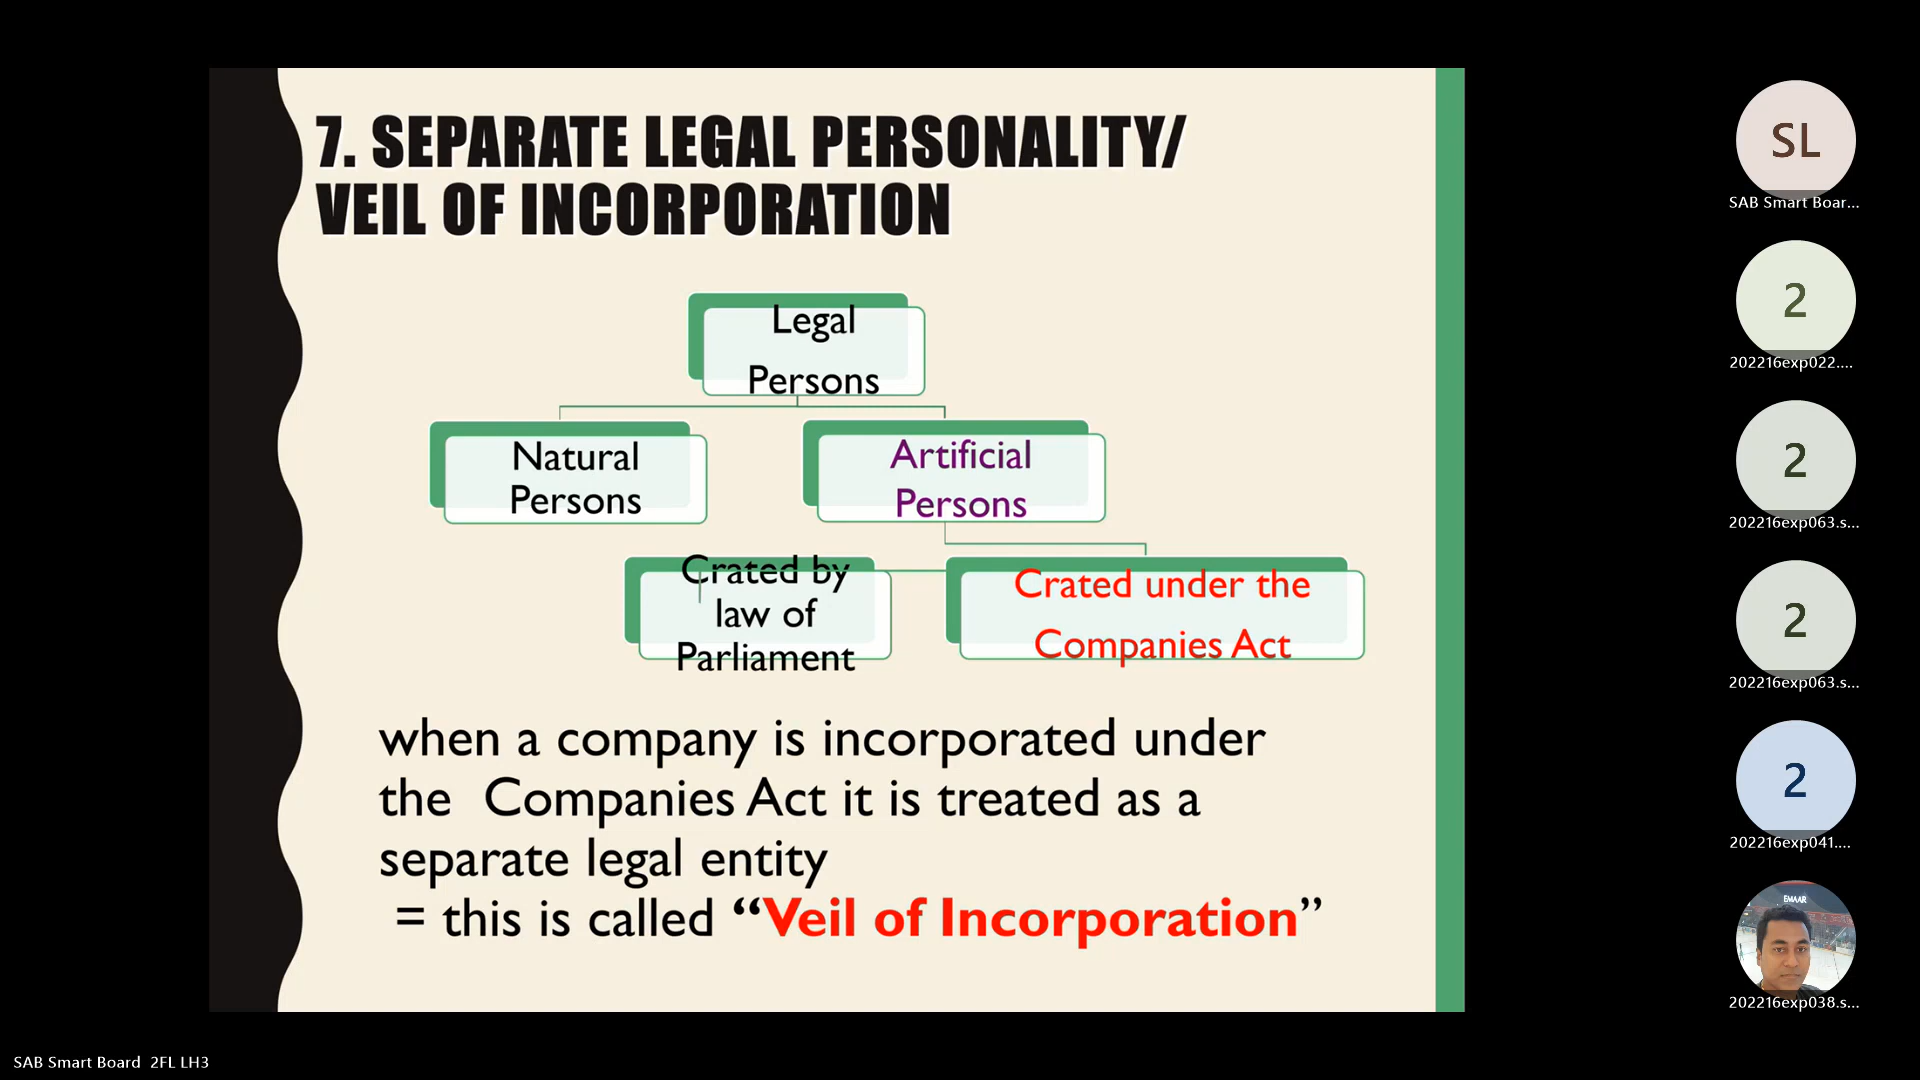 7. SEPARATE LEGAL PERSONALITY/
VEIL OF INCORPORATION
Legal
Persons
Natural
Persons
Artificial
Persons
Crated by
law of
Parliament
Crated under the
Companies Act
when a company is incorporated under
the Companies Act it is treated as a
separate legal entity
= this is called “Veil of Incorporation”
SL
SAB Smart Boar...
2
202216exp022....
2
202216exp063.s...
2
202216exp063.s...
2
202216exp041....
EMAAR
202216exp038.s...
SAB Smart Board 2FL LH3